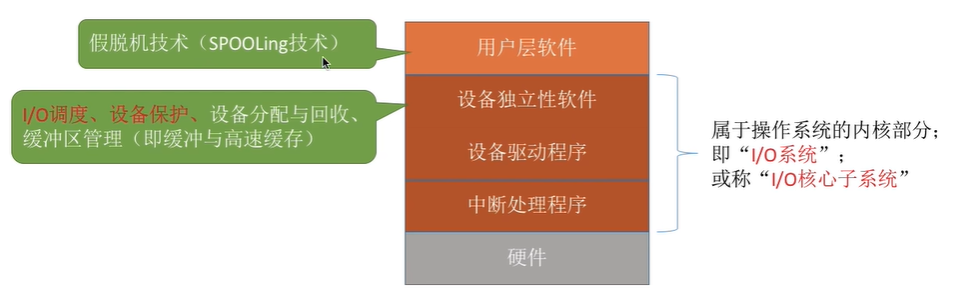 假脱机技术（SPOOLing技术）
用户层软件
I/O调度、设备保护、设备分配与回收、
缓冲区管理（即缓冲与高速缓存）
设备独立性软件
设备驱动程序
中断处理程序
硬件
属于操作系统的内核部分；
即“I/O系统”；
或称“I/O核心子系统”